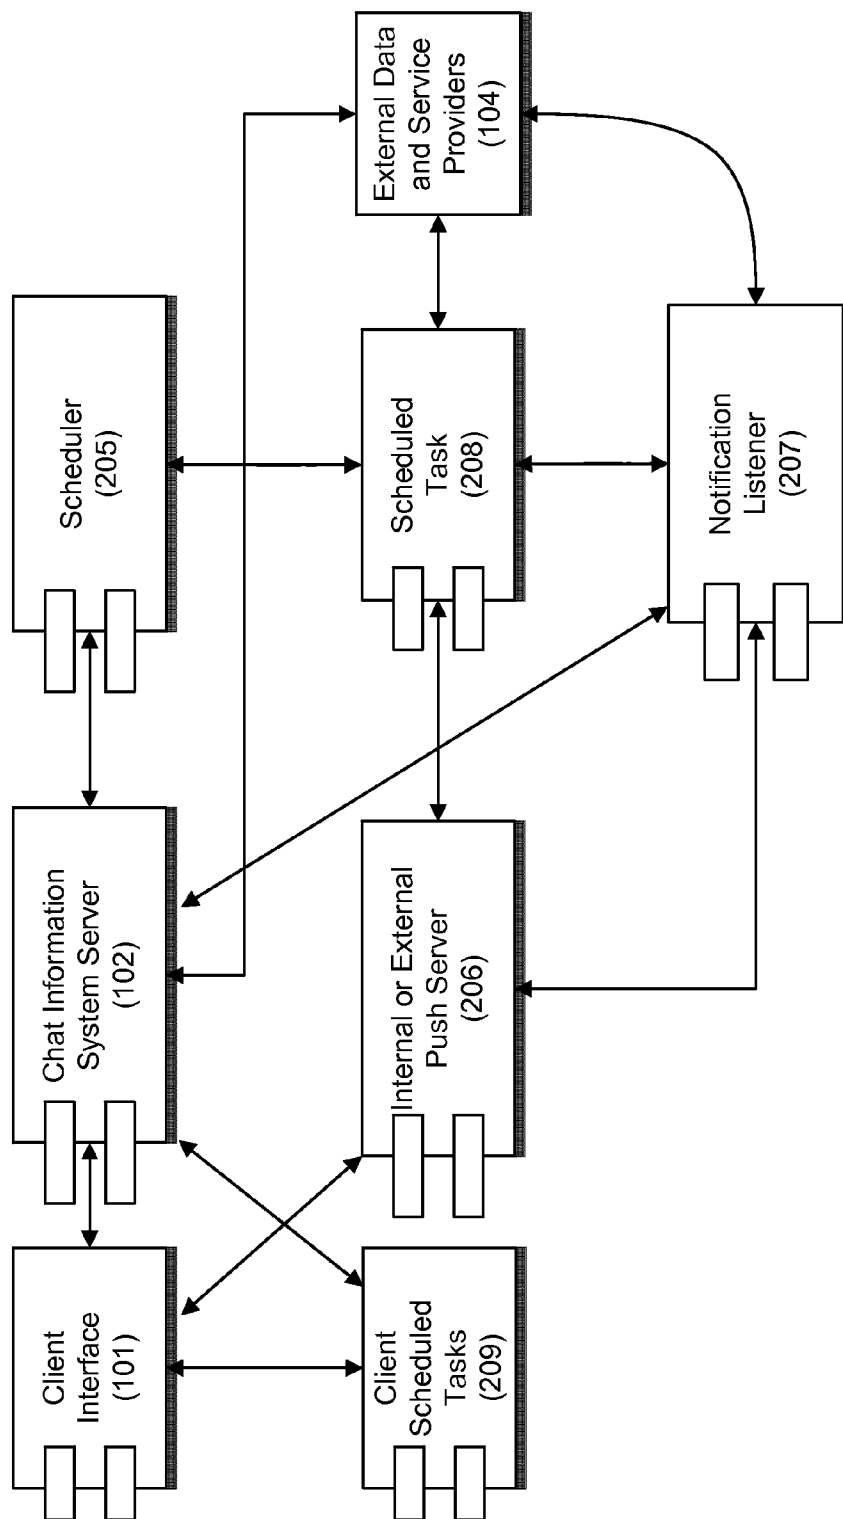 Client
Interface
(101)
Chat Information
System Server
(102)
Scheduler
(205)
Client
Scheduled
Tasks
(209)
Internal or External
Push Server
(206)
Scheduled
Task
(208)
External Data
and Service
Providers
(104)
Notification
Listener
(207)